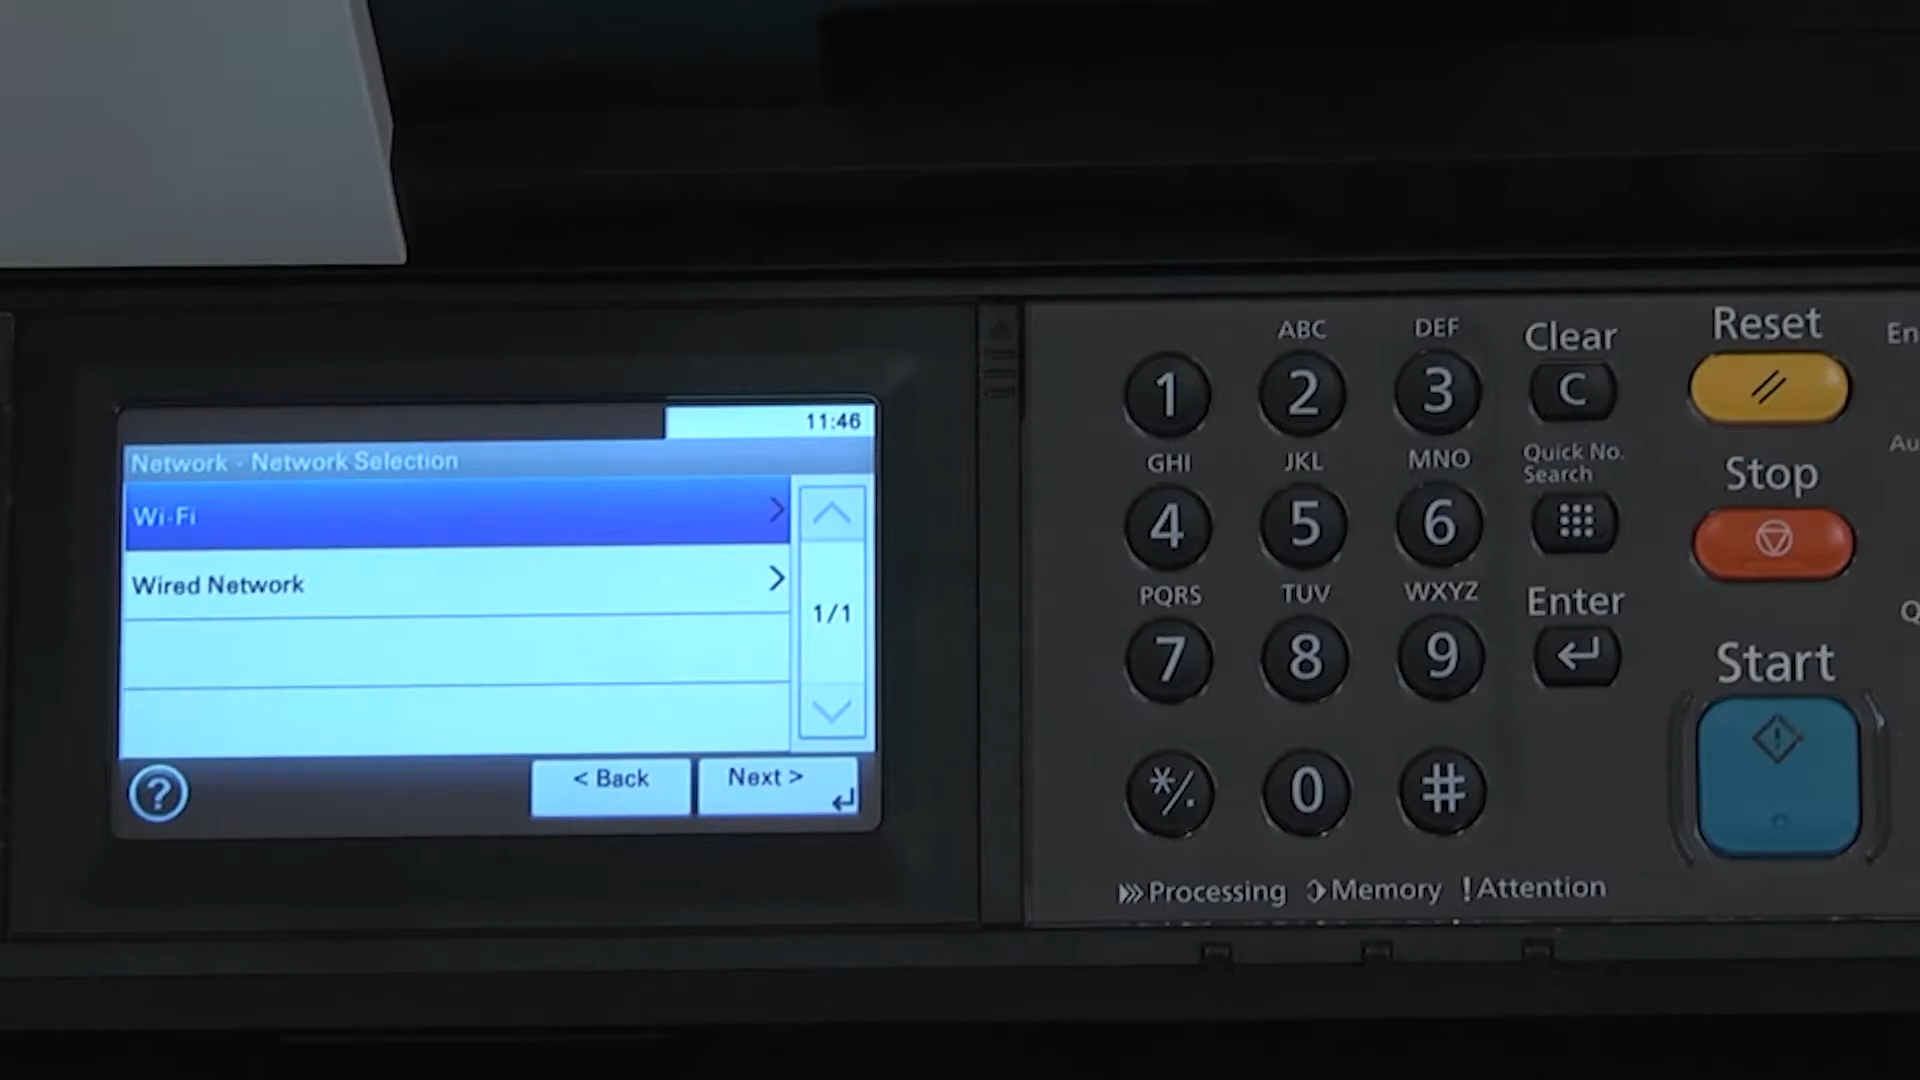 11:46
Network - Network Selection
Wi-Fi
Wired Network
1/1
?
< Back
Next >
ABC
DEF
Clear
Reset
1
2
3
C
GHI
JKL
MNO
Quick No.
Search
Stop
4
5
6
PQRS
TUV
WXYZ
Enter
7
8
9
Start
*/.
0
#
Processing
Memory
!Attention
En
Au
Q